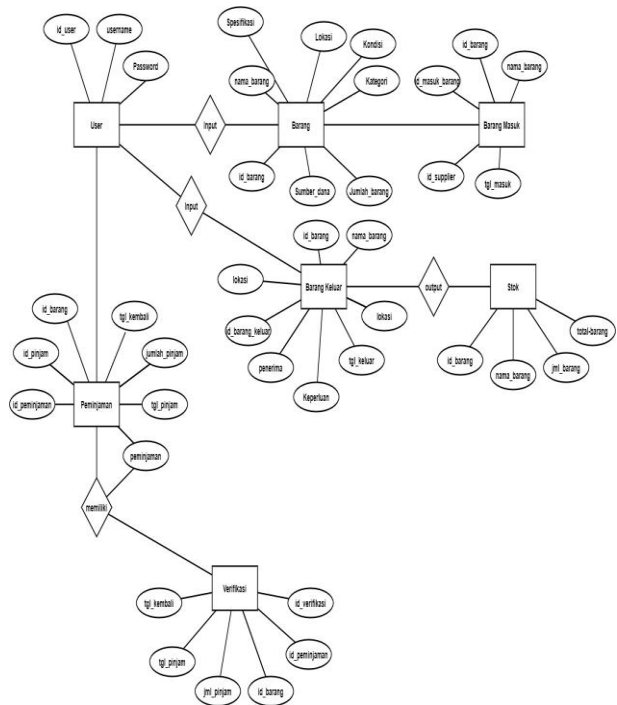 Spesifikasi
id_user
username
Lokasi
Kondisi
id_barang
Password
nama_barang
Kategori
id_masuk_barang
nama_barang
User
Input
Barang
Barang Masuk
id_barang
Sumber_dana
Jumlah_barang
id_supplier
tgl_masuk
Input
id_barang
nama_barang
lokasi
Barang Keluar
output
Stok
id_barang
tgl_kembali
lokasi
id_barang_keluar
total-barang
id_pinjam
jumlah_pinjam
penerima
tgl_keluar
id_barang
nama_barang
jml_barang
Keperluan
id_peminjaman
Peminjaman
tgl_pinjam
peminjaman
memiliki
Verifikasi
tgl_kembali
id_verifikasi
id_peminjaman
tgl_pinjam
jml_pinjam
id_barang